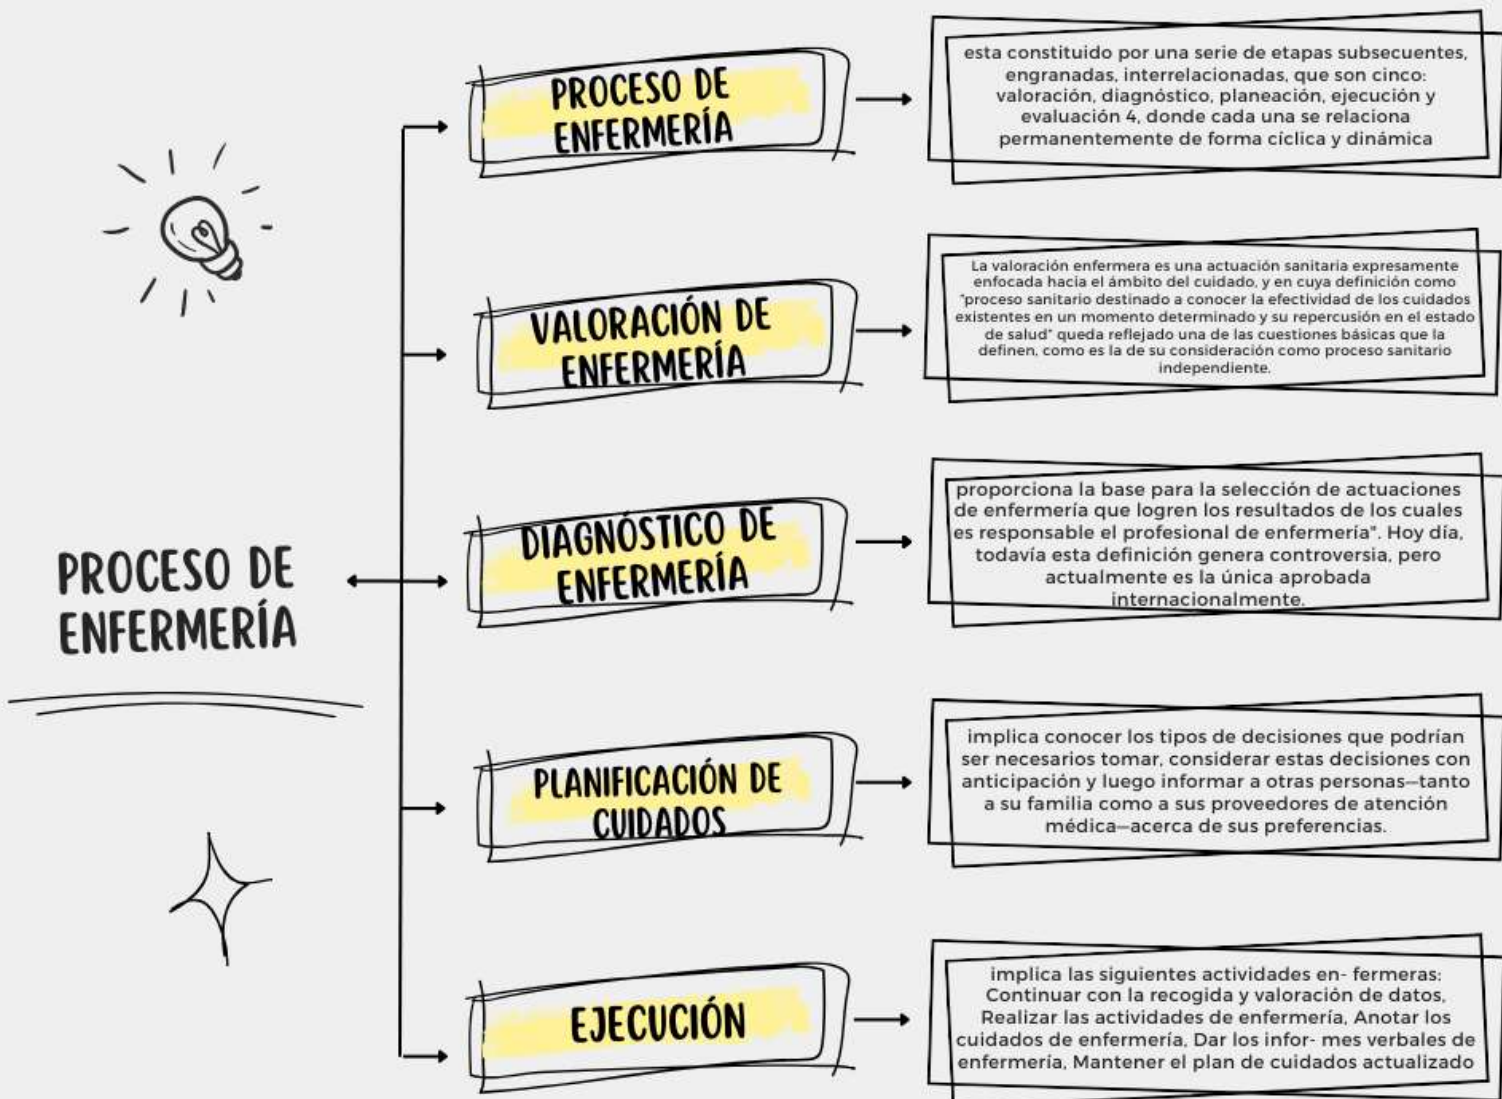 PROCESO DE
ENFERMERÍA
PROCESO DE
ENFERMERÍA
esta constituido por una serie de etapas subsecuentes,
engranadas, interrelacionadas, que son cinco:
valoración, diagnóstico, planeación, ejecución y
evaluación 4, donde cada una se relaciona
permanentemente de forma cíclica y dinámica
VALORACIÓN DE
ENFERMERÍA
La valoración enfermera es una actuación sanitaria expresamente
enfocada hacia el ámbito del cuidado, y en cuya definición como
"proceso sanitario destinado a conocer la efectividad de los cuidados
existentes en un momento determinado y su repercusión en el estado
de salud" queda reflejado una de las cuestiones básicas que la
definen, como es la de su consideración como proceso sanitario
independiente.
DIAGNÓSTICO DE
ENFERMERÍA
proporciona la base para la selección de actuaciones
de enfermería que logren los resultados de los cuales
es responsable el profesional de enfermería". Hoy día,
todavía esta definición genera controversia, pero
actualmente es la única aprobada
internacionalmente.
PLANIFICACIÓN DE
CUIDADOS
implica conocer los tipos de decisiones que podrían
ser necesarios tomar, considerar estas decisiones con
anticipación y luego informar a otras personas—tanto
a su familia como a sus proveedores de atención
médica—acerca de sus preferencias.
EJECUCIÓN
implica las siguientes actividades en- fermeras:
Continuar con la recogida y valoración de datos,
Realizar las actividades de enfermería, Anotar los
cuidados de enfermería, Dar los infor- mes verbales de
enfermería, Mantener el plan de cuidados actualizado